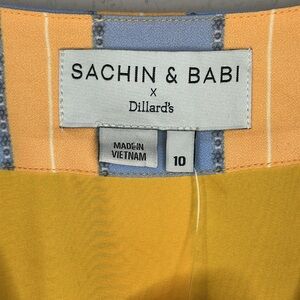 SACHIN & BABI
X
Dillard's
MADE IN
VIETNAM
10